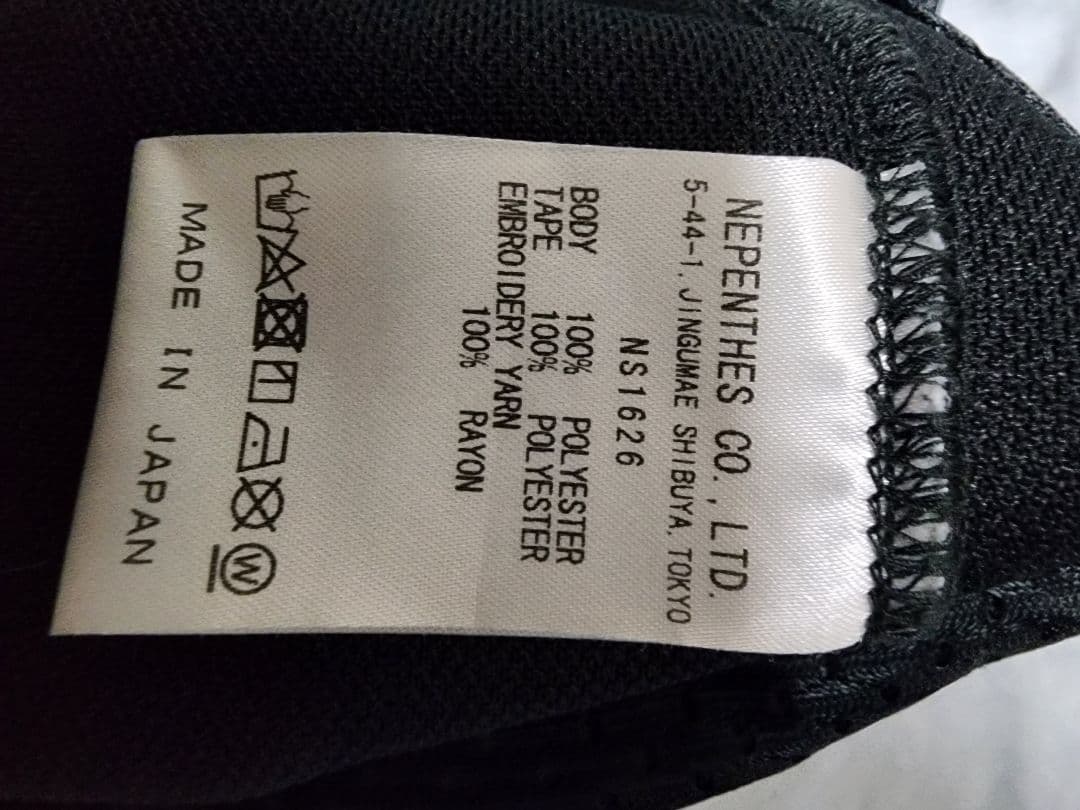 NEPENTHES CO., LTD.
5-44-1, JINGUMAE SHIBUYA, TOKYO
NS1626
BODY 100% POLYESTER
TAPE 100% POLYESTER
EMBROIDERY YARN
100% RAYON
W
MADE IN JAPAN